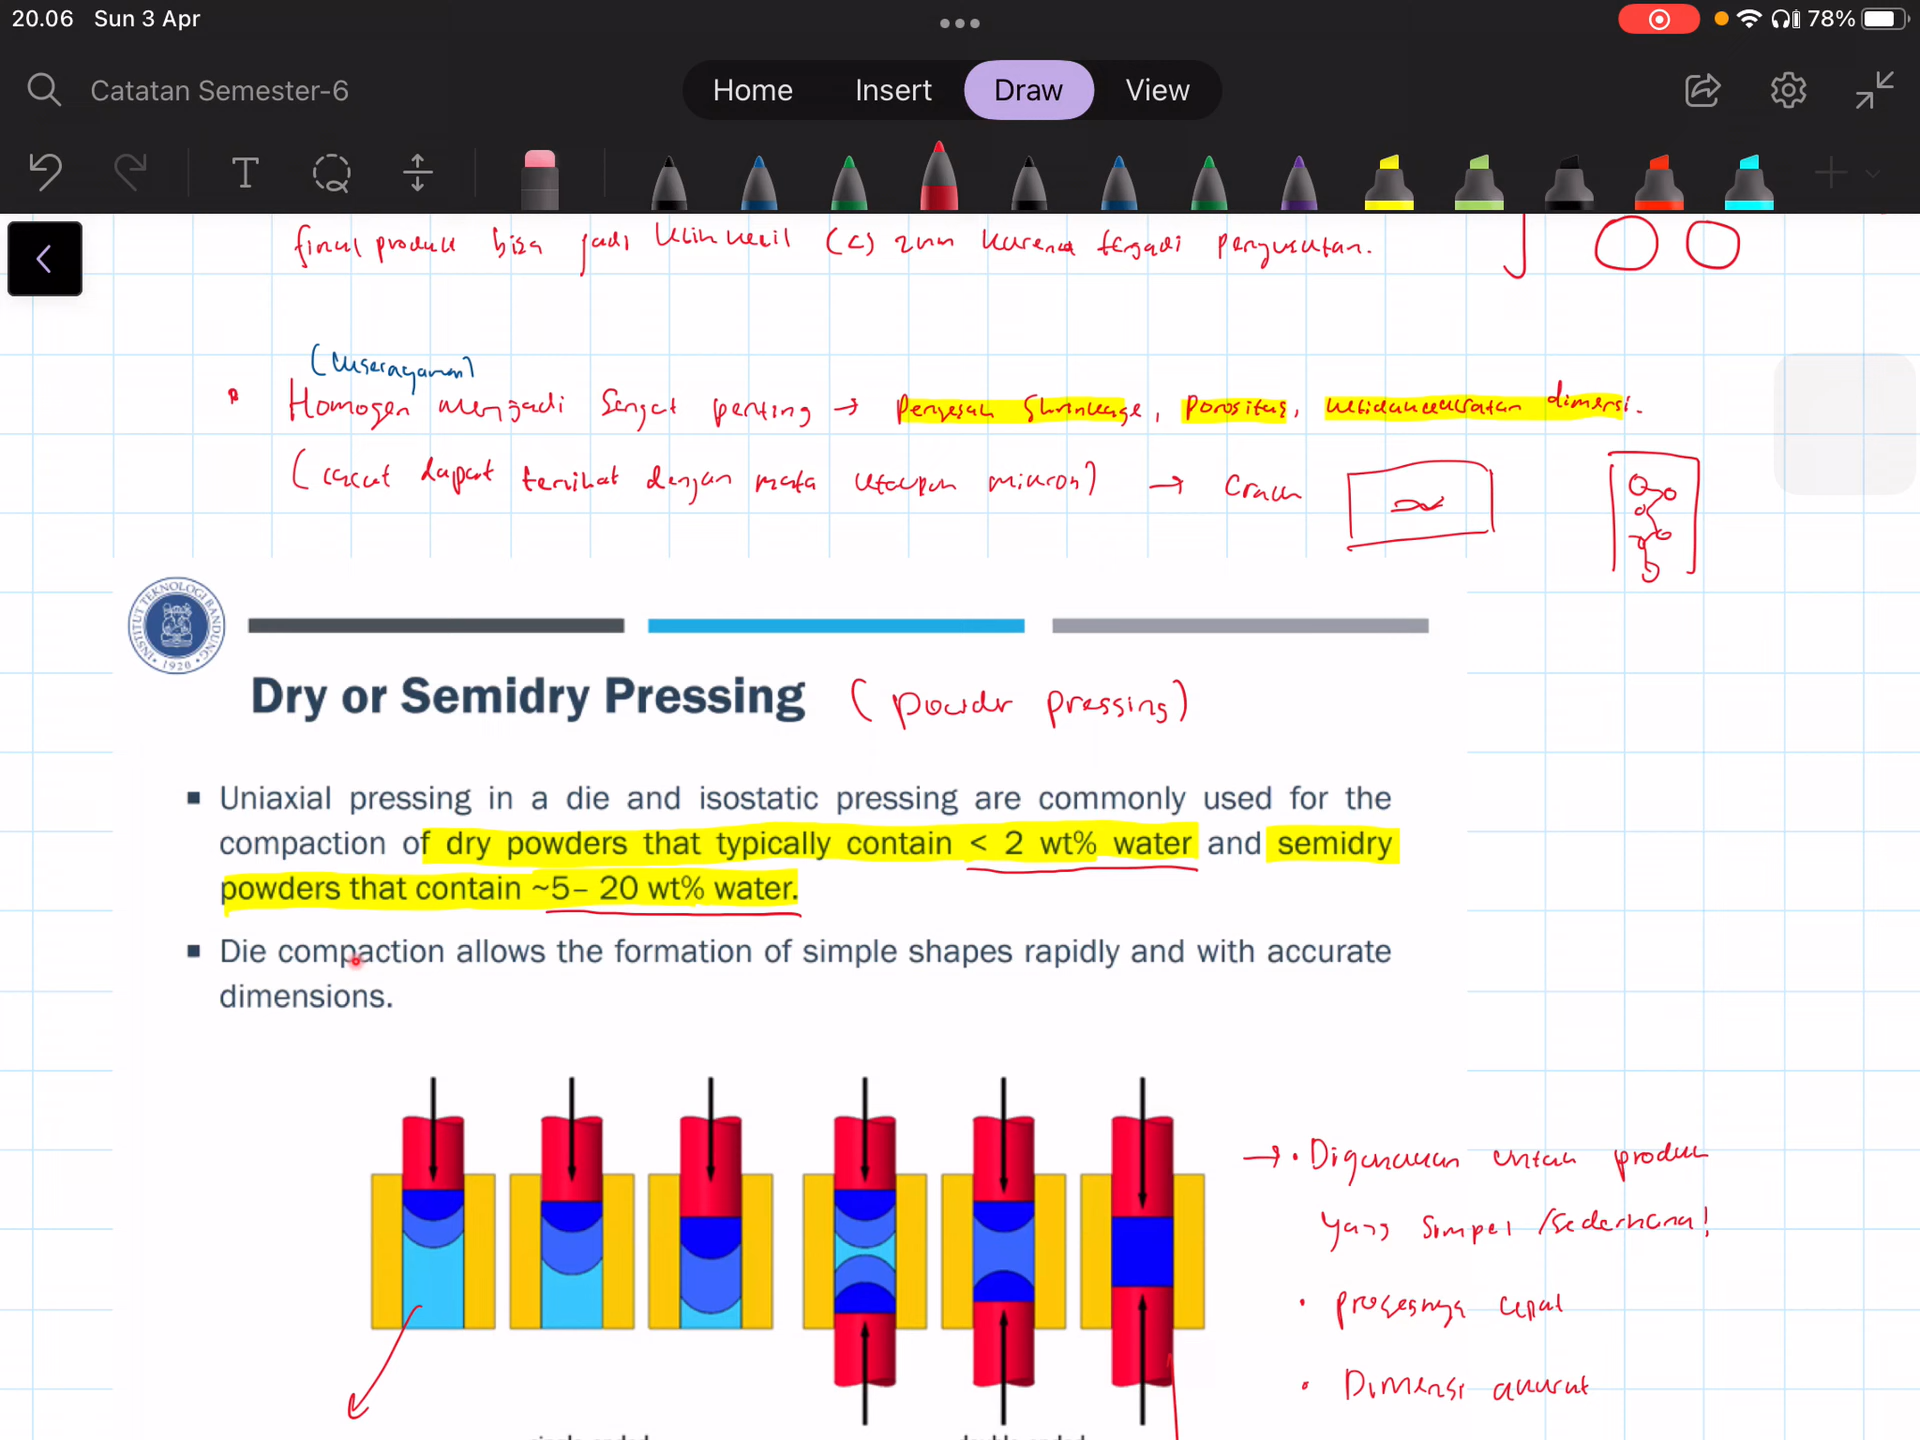 20.06 Sun 3 Apr
78%
Catatan Semester-6
Home Insert Draw View
T
final produk bisa jadi lebih kecil (<) 2mm karena terjadi penyusutan.
(keseragaman)
Homogen menjadi sangat penting → Penyebab Shrinkage, Porositas, ketidakakuratan dimensi.
(cacat dapat terlihat dengan mata ataupun mikron) → Crack
INSTITUT TEKNOLOGI BANDUNG
1920
Dry or Semidry Pressing (powder pressing)
▪ Uniaxial pressing in a die and isostatic pressing are commonly used for the
compaction of dry powders that typically contain < 2 wt% water and semidry
powders that contain ~5– 20 wt% water.
▪ Die compaction allows the formation of simple shapes rapidly and with accurate
dimensions.
→ • Digunakan untuk produk
yang simpel /sederhana!
• prosesnya cepat
• Dimensi akurat